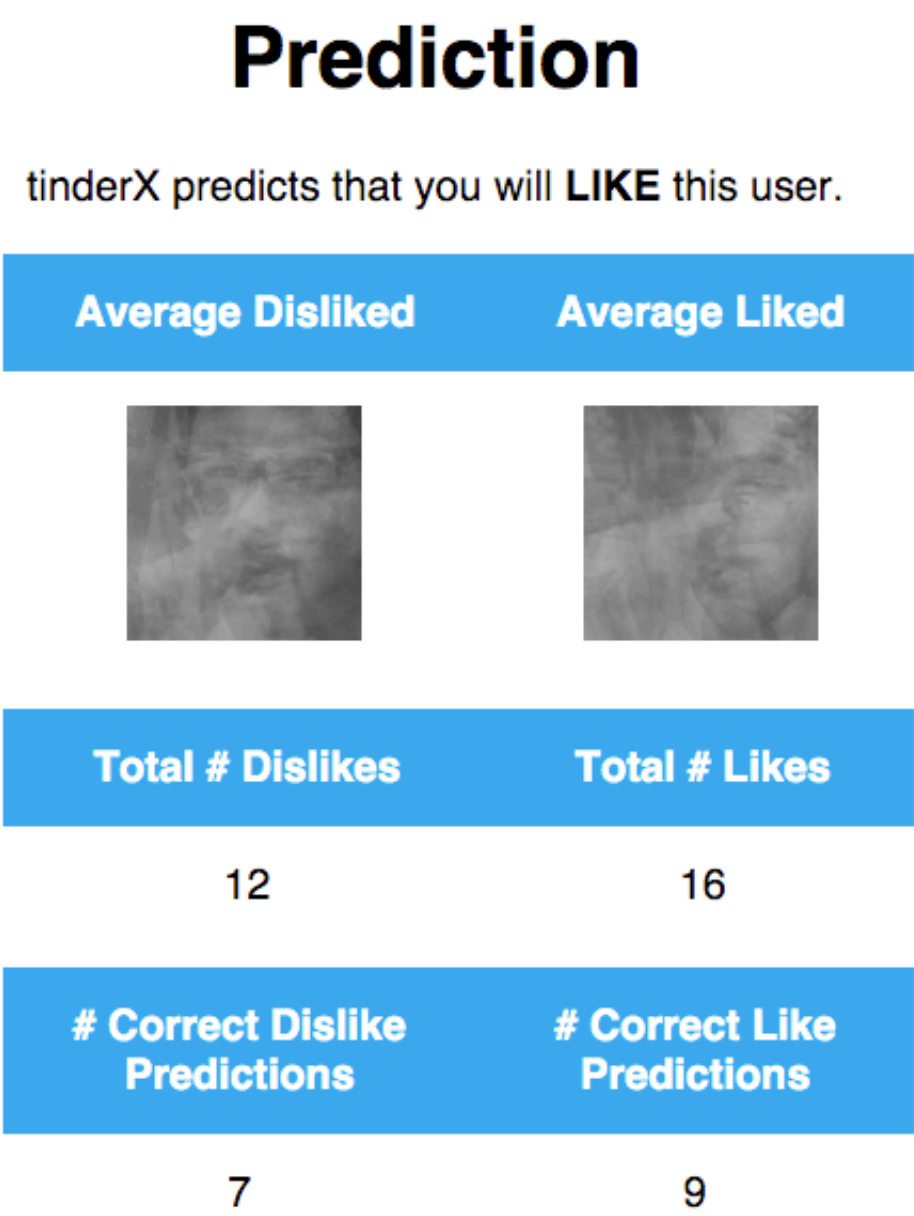 Prediction
tinderX predicts that you will LIKE this user.
Average Disliked Average Liked
Total # Dislikes Total # Likes
12 16
# Correct Dislike # Correct Like
Predictions Predictions
7 9